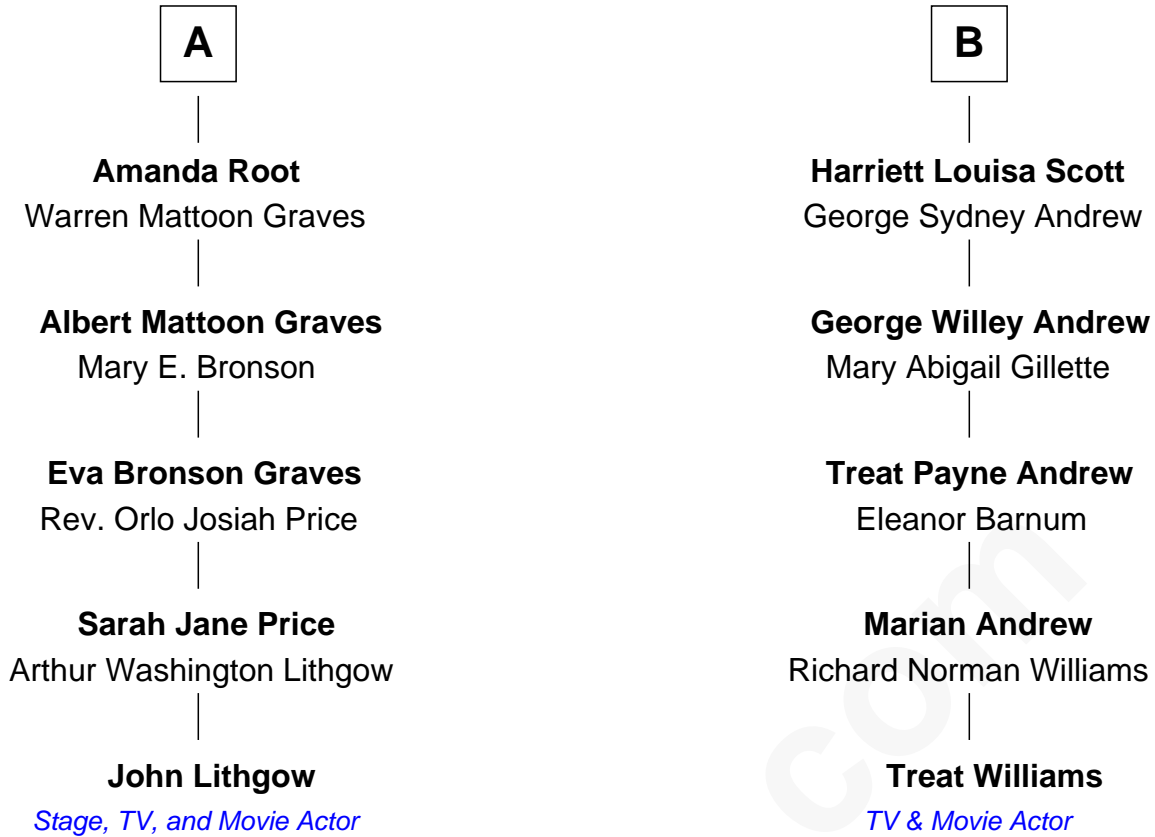 A
Amanda Root
Warren Mattoon Graves
Albert Mattoon Graves
Mary E. Bronson
Eva Bronson Graves
Rev. Orlo Josiah Price
Sarah Jane Price
Arthur Washington Lithgow
John Lithgow
Stage, TV, and Movie Actor
B
Harriett Louisa Scott
George Sydney Andrew
George Willey Andrew
Mary Abigail Gillette
Treat Payne Andrew
Eleanor Barnum
Marian Andrew
Richard Norman Williams
Treat Williams
TV & Movie Actor
com